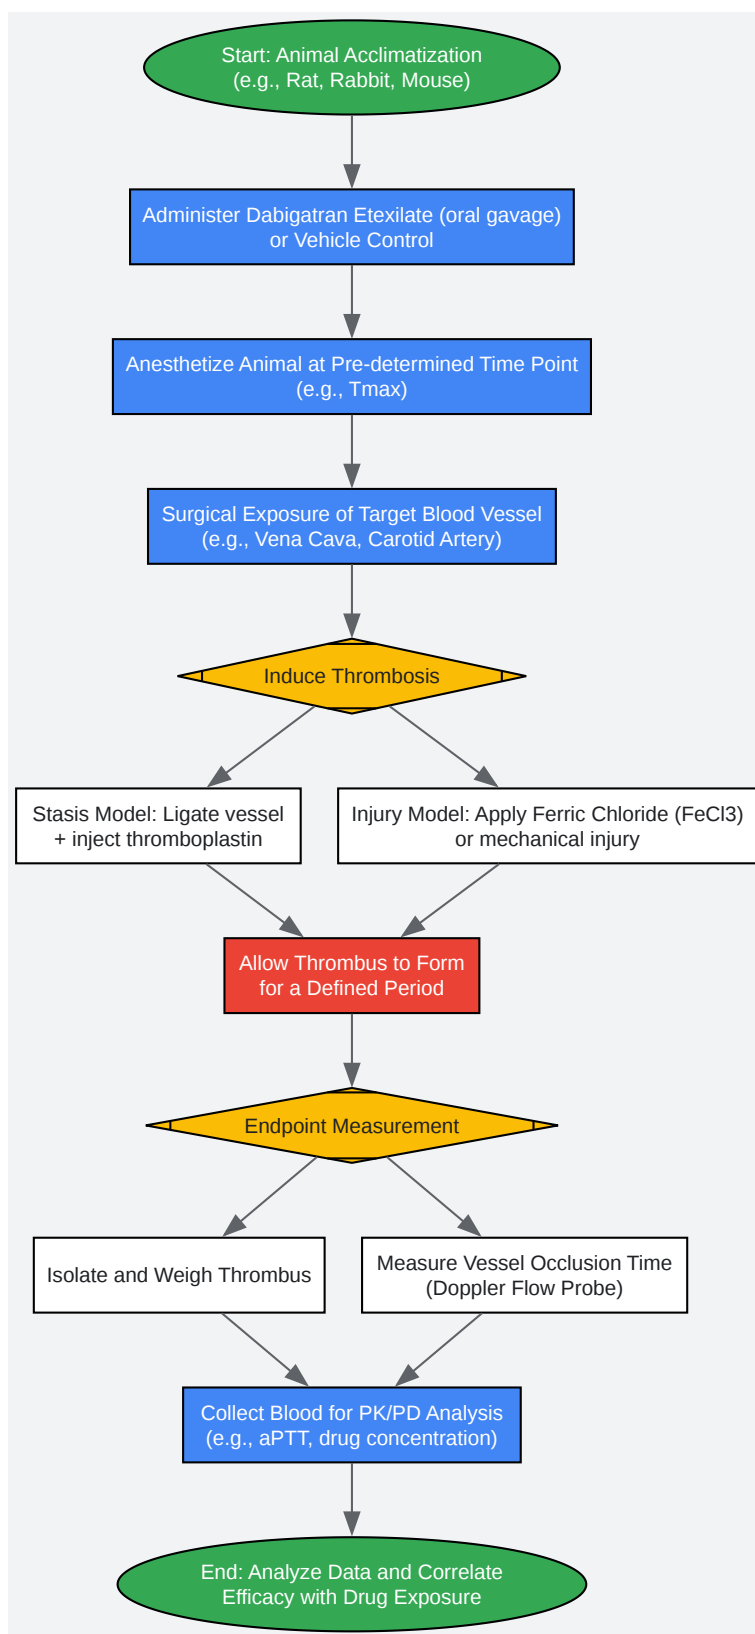 Start: Animal Acclimatization
(e.g., Rat, Rabbit, Mouse)
Administer Dabigatran Etexilate (oral gavage)
or Vehicle Control
Anesthetize Animal at Pre-determined Time Point
(e.g., Tmax)
Surgical Exposure of Target Blood Vessel
(e.g., Vena Cava, Carotid Artery)
Induce Thrombosis
Stasis Model: Ligate vessel
+ inject thromboplastin
Injury Model: Apply Ferric Chloride (FeCl3)
or mechanical injury
Allow Thrombus to Form
for a Defined Period
Endpoint Measurement
Isolate and Weigh Thrombus
Measure Vessel Occlusion Time
(Doppler Flow Probe)
Collect Blood for PK/PD Analysis
(e.g., aPTT, drug concentration)
End: Analyze Data and Correlate
Efficacy with Drug Exposure